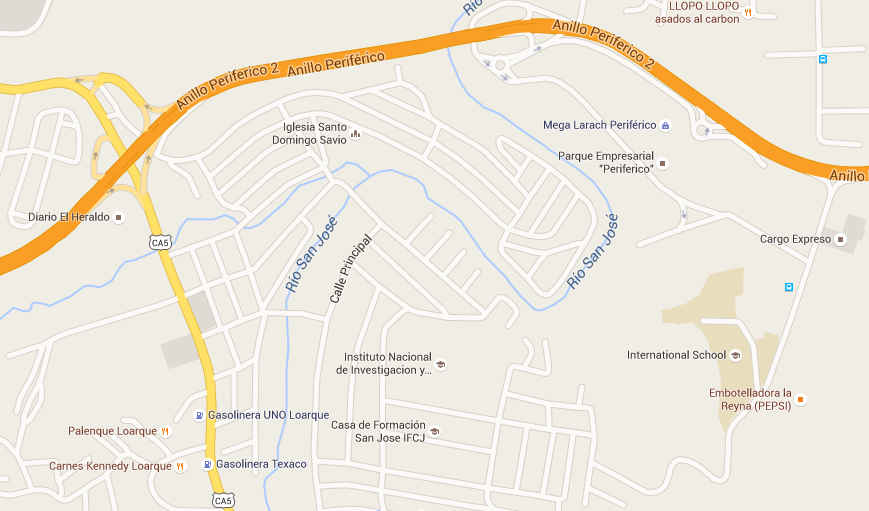 LLOPO LLOPO
asados al carbon
Río
Anillo Periferico 2
Anillo Periférico
Anillo Periferico 2
Iglesia Santo
Domingo Savio
Mega Larach Periférico
Parque Empresarial
"Periferico"
Anillo
Diario El Heraldo
CA5
Río San José
Calle Principal
Río San José
Cargo Expreso
Instituto Nacional
de Investigacion y...
International School
Embotelladora la
Reyna (PEPSI)
Gasolinera UNO Loarque
Palenque Loarque
Casa de Formación
San Jose IFCJ
Carnes Kennedy Loarque
Gasolinera Texaco
CA5